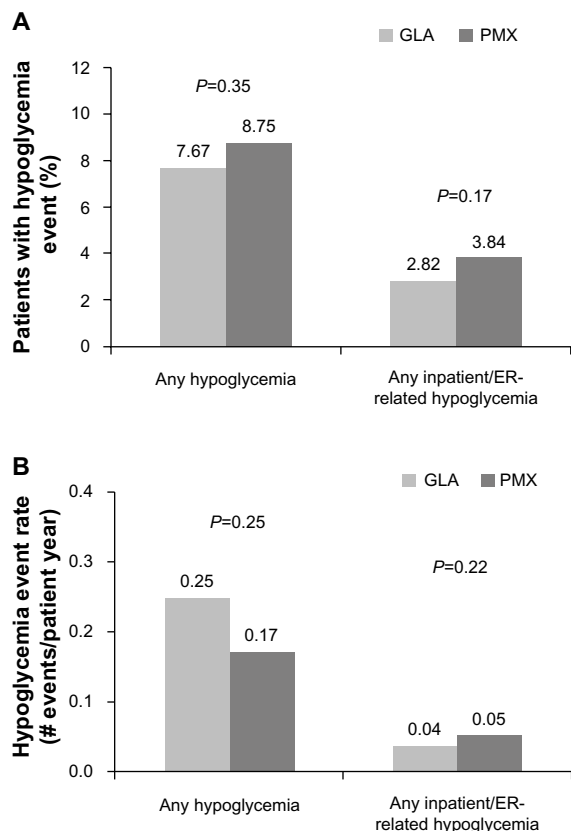 A
GLA PMX
Patients with hypoglycemia
event (%)
12
10
8
6
4
2
0
P=0.35
7.67
8.75
P=0.17
2.82
3.84
Any hypoglycemia
Any inpatient/ER-
related hypoglycemia
B
GLA PMX
Hypoglycemia event rate
(# events/patient year)
0.4
0.3
0.2
0.1
0.0
P=0.25
0.25
0.17
P=0.22
0.04
0.05
Any hypoglycemia
Any inpatient/ER-
related hypoglycemia